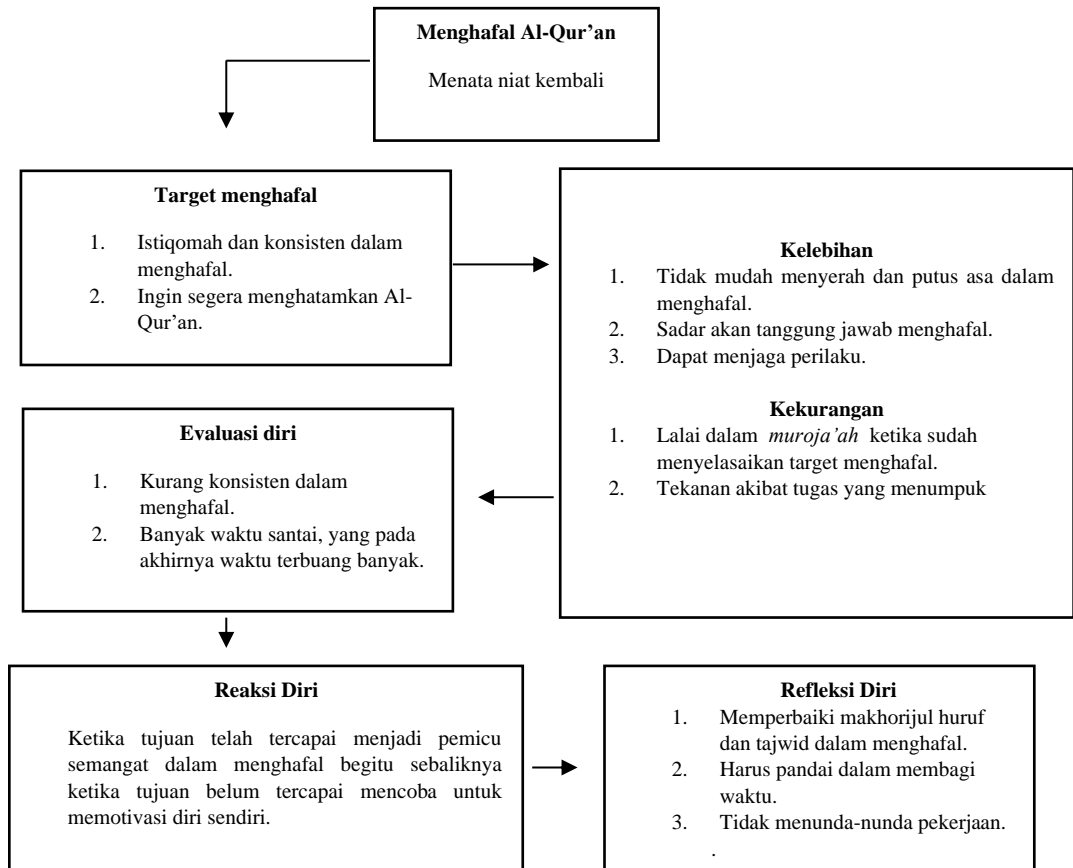 Menghafal Al-Qur’an
Menata niat kembali
Target menghafal
1. Istiqomah dan konsisten dalam
menghafal.
2. Ingin segera menghatamkan Al-
Qur’an.
Kelebihan
1. Tidak mudah menyerah dan putus asa dalam
menghafal.
2. Sadar akan tanggung jawab menghafal.
3. Dapat menjaga perilaku.
Kekurangan
1. Lalai dalam muroja’ah ketika sudah
menyelasaikan target menghafal.
2. Tekanan akibat tugas yang menumpuk
Evaluasi diri
1. Kurang konsisten dalam
menghafal.
2. Banyak waktu santai, yang pada
akhirnya waktu terbuang banyak.
Reaksi Diri
Ketika tujuan telah tercapai menjadi pemicu
semangat dalam menghafal begitu sebaliknya
ketika tujuan belum tercapai mencoba untuk
memotivasi diri sendiri.
Refleksi Diri
1. Memperbaiki makhorijul huruf
dan tajwid dalam menghafal.
2. Harus pandai dalam membagi
waktu.
3. Tidak menunda-nunda pekerjaan.
.